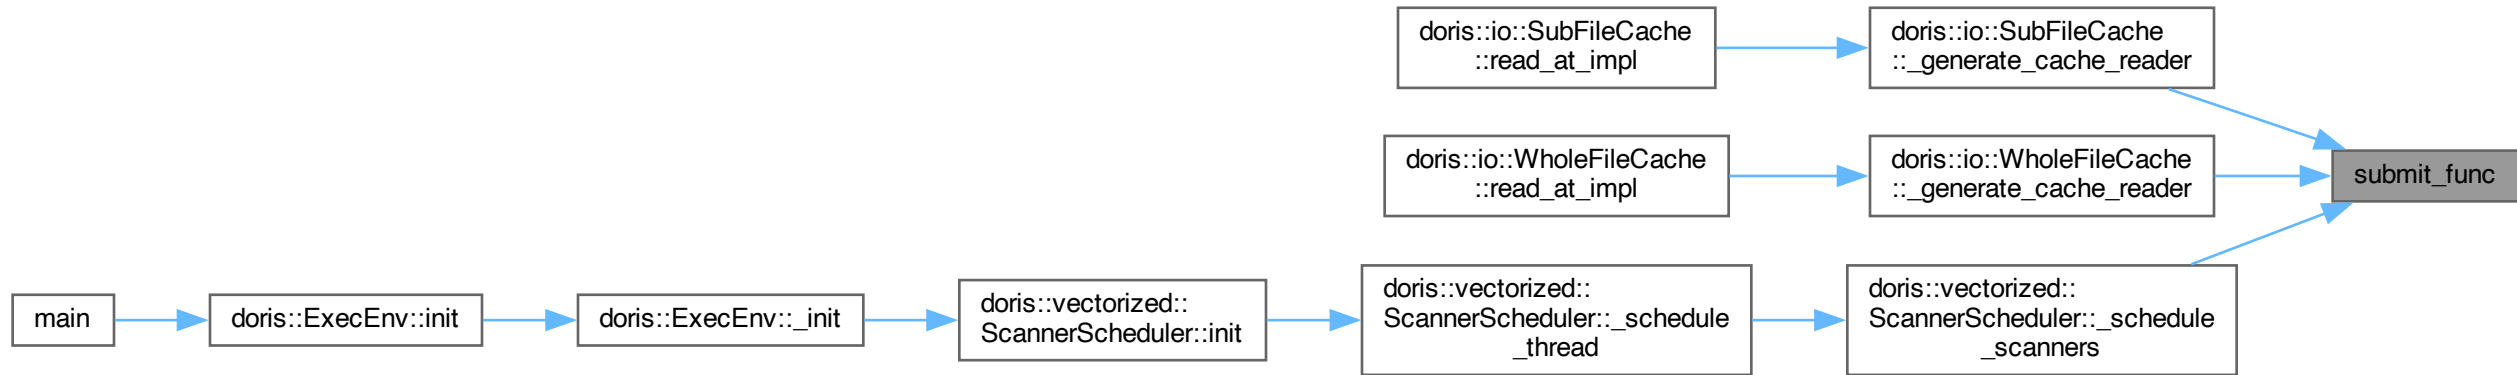 doris::io::SubFileCache
::read_at_impl
doris::io::SubFileCache
::_generate_cache_reader
doris::io::WholeFileCache
::read_at_impl
doris::io::WholeFileCache
::_generate_cache_reader
submit_func
main
doris::ExecEnv::init
doris::ExecEnv::_init
doris::vectorized::
ScannerScheduler::init
doris::vectorized::
ScannerScheduler::_schedule
_thread
doris::vectorized::
ScannerScheduler::_schedule
_scanners